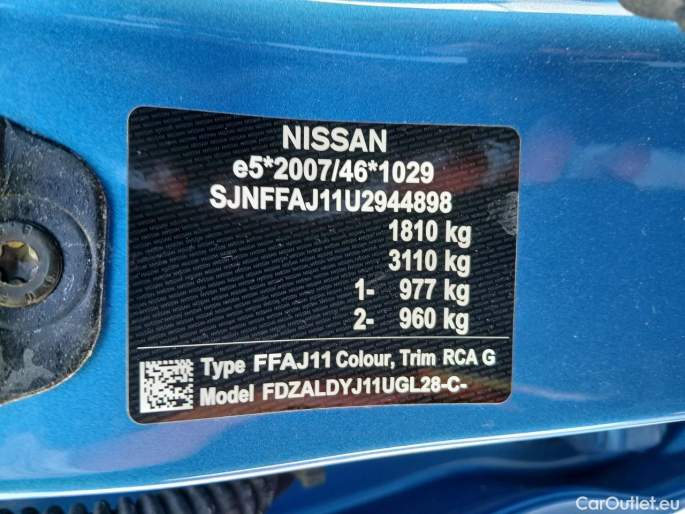 NISSAN
e5*2007/46*1029
SJNFFAJ11U2944898
1810 kg
3110 kg
1- 977 kg
2- 960 kg
Type FFAJ11 Colour, Trim RCA G
Model FDZALDYJ11UGL28-C-
CarOutlet.eu